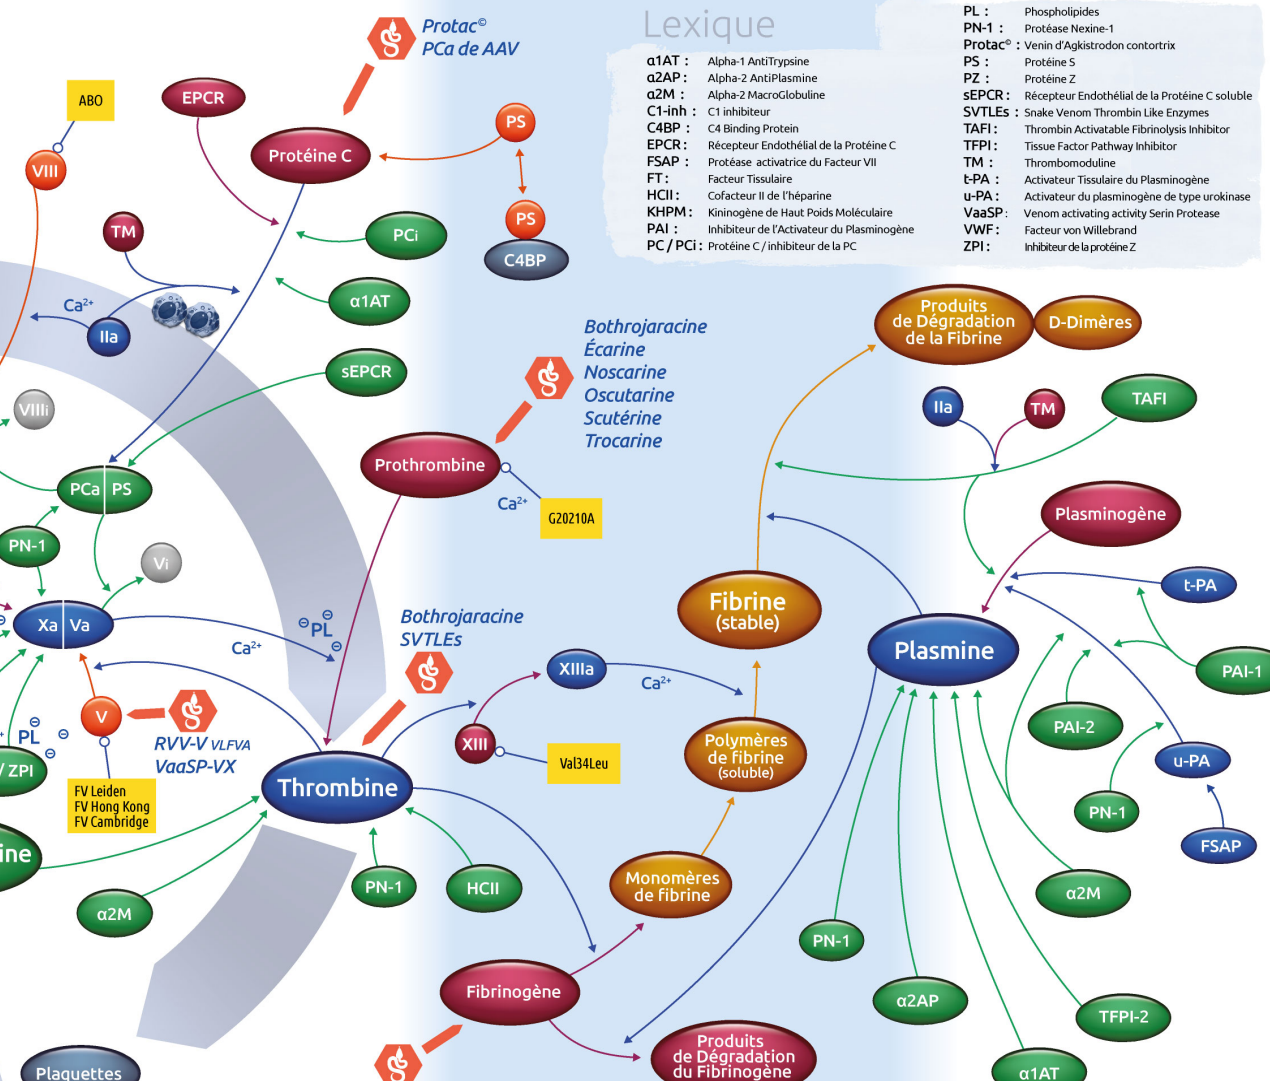 Lexique
α1AT : Alpha-1 AntiTrypsine
α2AP : Alpha-2 AntiPlasmine
α2M : Alpha-2 MacroGlobuline
C1-inh : C1 inhibiteur
C4BP : C4 Binding Protein
EPCR : Récepteur Endothélial de la Protéine C
FSAP : Protéase activatrice du Facteur VII
FT : Facteur Tissulaire
HCII : Cofacteur II de l'héparine
KHPM : Kininogène de Haut Poids Moléculaire
PAI : Inhibiteur de l'Activateur du Plasminogène
PC / PCi : Protéine C / inhibiteur de la PC
PL : Phospholipides
PN-1 : Protéase Nexine-1
Protac© : Venin d'Agkistrodon contortrix
PS : Protéine S
PZ : Protéine Z
sEPCR : Récepteur Endothélial de la Protéine C soluble
SVTLEs : Snake Venom Thrombin Like Enzymes
TAFI : Thrombin Activatable Fibrinolysis Inhibitor
TFPI : Tissue Factor Pathway Inhibitor
TM : Thrombomoduline
t-PA : Activateur Tissulaire du Plasminogène
u-PA : Activateur du plasminogène de type urokinase
VaaSP : Venom activating activity Serin Protease
VWF : Facteur von Willebrand
ZPI : Inhibiteur de la protéine Z
Protac©
PCa de AAV
ABO
EPCR
VIII
Protéine C
PS
PS
C4BP
TM
PCi
α1AT
Ca2+
IIa
sEPCR
VIIIi
PCa PS
PN-1
Vi
Xa Va
Ca2+
PL
Bothrojaracine
Écarine
Noscarine
Oscutarine
Scutérine
Trocarine
Prothrombine
Ca2+
G20210A
Bothrojaracine
SVTLEs
V
RVV-V VLFVA
VaaSP-VX
FV Leiden
FV Hong Kong
FV Cambridge
PL
/ ZPI
ine
Thrombine
XIII
XIIIa
Ca2+
Val34Leu
α2M
PN-1
HCII
Plaquettes
Fibrinogène
Monomères
de fibrine
Polymères
de fibrine
(soluble)
Fibrine
(stable)
Produits
de Dégradation
de la Fibrine
D-Dimères
Produits
de Dégradation
du Fibrinogène
IIa
TM
TAFI
Plasminogène
t-PA
Plasmine
PAI-1
PAI-2
u-PA
PN-1
FSAP
α2M
PN-1
α2AP
TFPI-2
α1AT